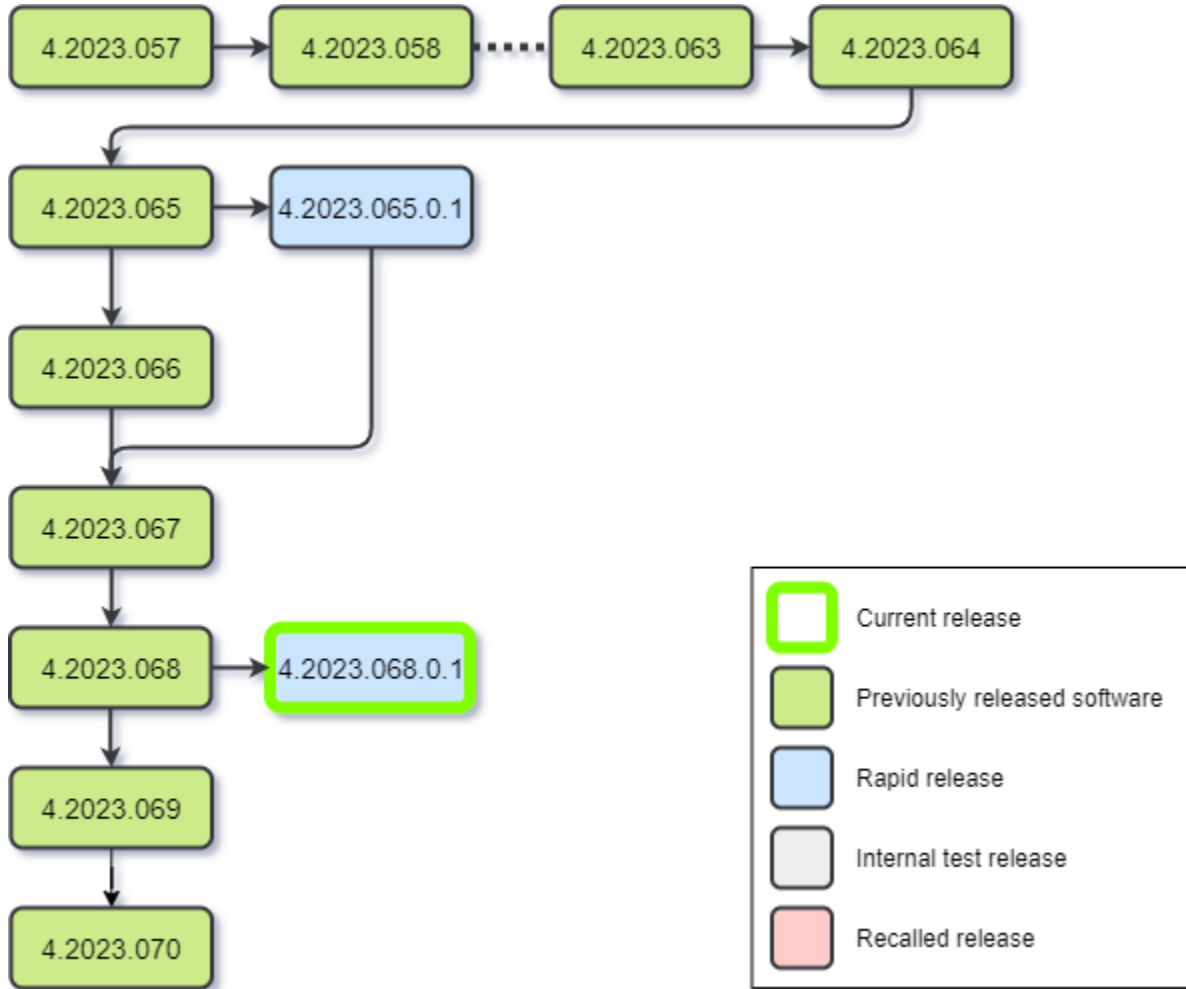 4.2023.057
4.2023.058
4.2023.063
4.2023.064
4.2023.065
4.2023.065.0.1
4.2023.066
4.2023.067
4.2023.068
4.2023.068.0.1
4.2023.069
4.2023.070
Current release
Previously released software
Rapid release
Internal test release
Recalled release